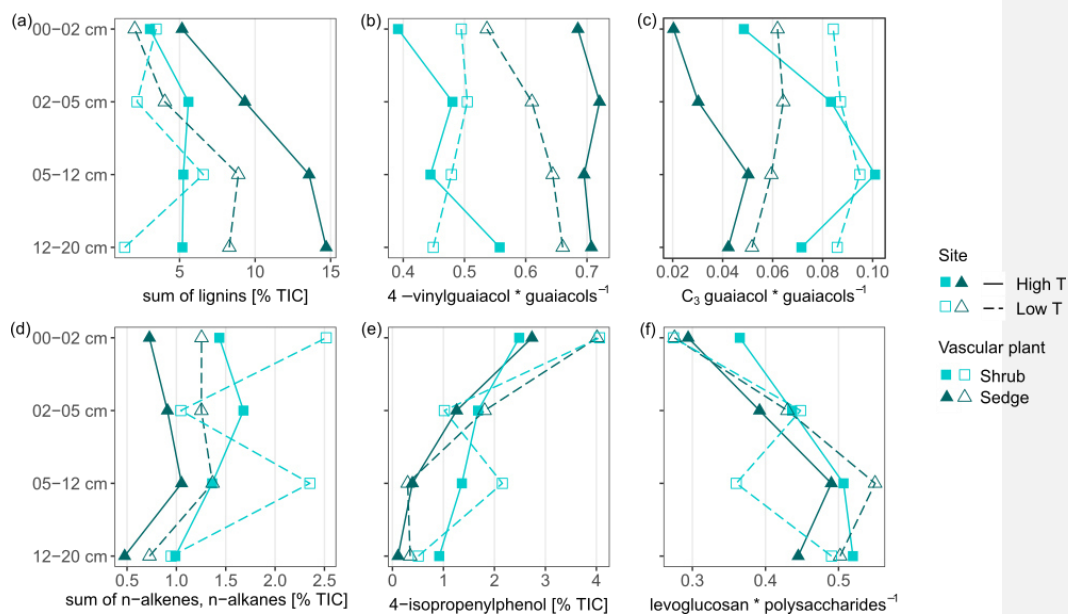 (a) (b) (c)
00−02 cm
02−05 cm
05−12 cm
12−20 cm
5 10 15
0.4 0.5 0.6 0.7
0.02 0.04 0.06 0.08 0.10
sum of lignins [% TIC]
4 −vinylguaiacol * guaiacols⁻¹
C₃ guaiacol * guaiacols⁻¹
(d) (e) (f)
00−02 cm
02−05 cm
05−12 cm
12−20 cm
0.5 1.0 1.5 2.0 2.5
0 1 2 3 4
0.3 0.4 0.5
sum of n−alkenes, n−alkanes [% TIC]
4−isopropenylphenol [% TIC]
levoglucosan * polysaccharides⁻¹
Site
High T
Low T
Vascular plant
Shrub
Sedge